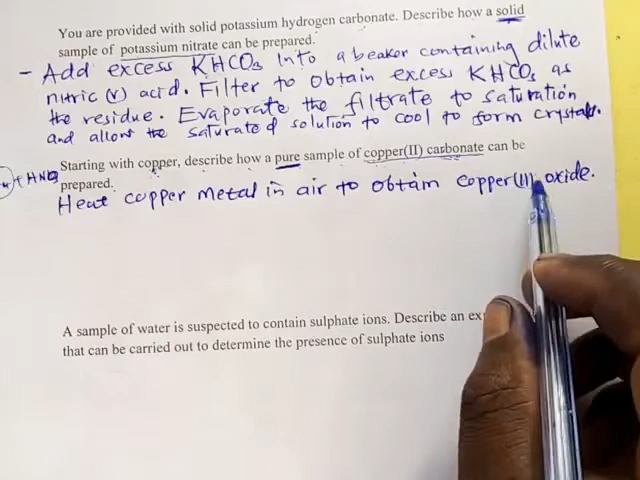 You are provided with solid potassium hydrogen carbonate. Describe how a solid
sample of potassium nitrate can be prepared.
- Add excess KHCO3 into a beaker containing dilute
nitric (v) acid. Filter to obtain excess KHCO3 as
the residue. Evaporate the filtrate to saturation
and allow the saturated solution to cool to form crystals.
Starting with copper, describe how a pure sample of copper(II) carbonate can be
+ HNO3 prepared.
Heat copper metal in air to obtain copper(II) oxide.
A sample of water is suspected to contain sulphate ions. Describe an
that can be carried out to determine the presence of sulphate ions